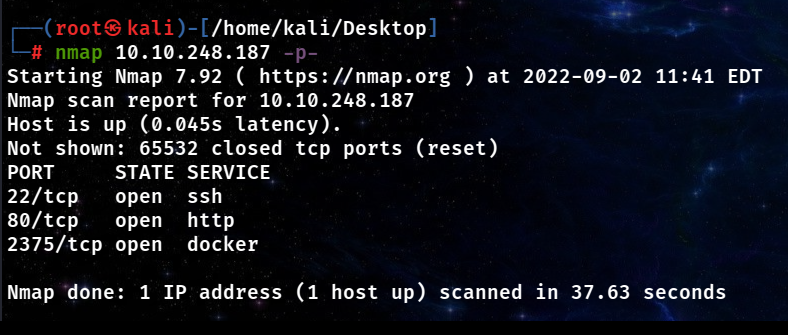 ┌──(root㉿kali)-[/home/kali/Desktop]
└─# nmap 10.10.248.187 -p-
Starting Nmap 7.92 ( https://nmap.org ) at 2022-09-02 11:41 EDT
Nmap scan report for 10.10.248.187
Host is up (0.045s latency).
Not shown: 65532 closed tcp ports (reset)
PORT     STATE SERVICE
22/tcp   open  ssh
80/tcp   open  http
2375/tcp open  docker
Nmap done: 1 IP address (1 host up) scanned in 37.63 seconds